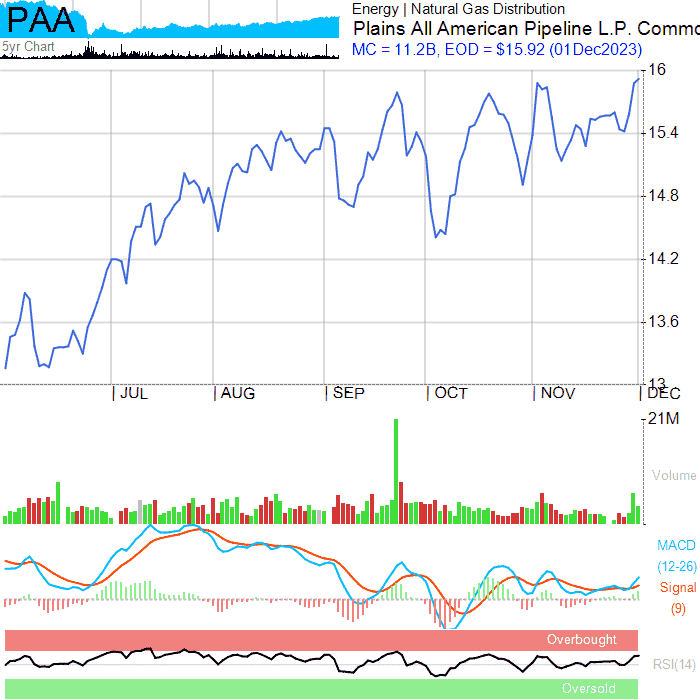 PAA
5yr Chart
Energy | Natural Gas Distribution
Plains All American Pipeline L.P. Commo
MC = 11.2B, EOD = $15.92 (01Dec2023)
16
15.4
14.8
14.2
13.6
13
JUL AUG SEP OCT NOV DEC
21M
Volume
MACD
(12-26)
Signal
(9)
Overbought
RSI(14)
Oversold